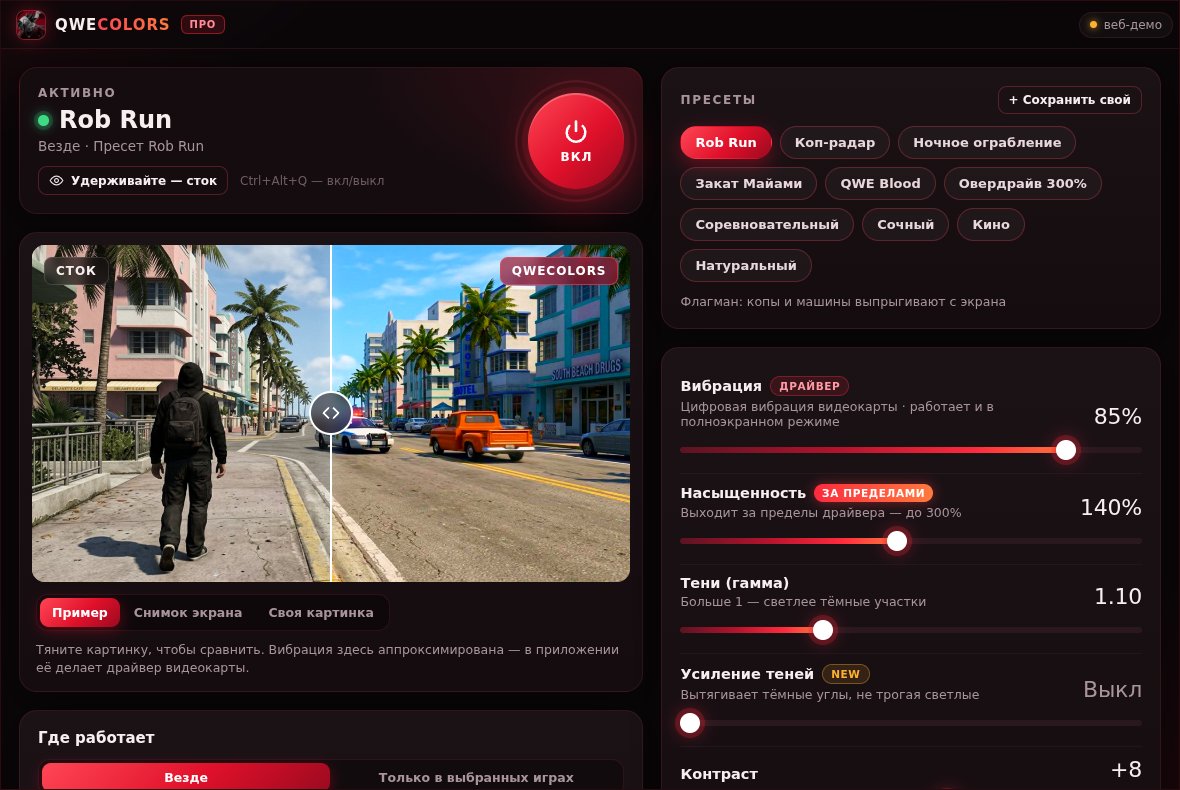 QWECOLORS ПРО
веб-демо
АКТИВНО
Rob Run
Везде · Пресет Rob Run
Удерживайте — сток
Ctrl+Alt+Q — вкл/выкл
ВКЛ
СТОК
QWECOLORS
HOTEL
SOUTH BEACH DRUGS
Пример
Снимок экрана
Своя картинка
Тяните картинку, чтобы сравнить. Вибрация здесь аппроксимирована — в приложении
её делает драйвер видеокарты.
Где работает
Везде
Только в выбранных играх
ПРЕСЕТЫ
+ Сохранить свой
Rob Run
Коп-радар
Ночное ограбление
Закат Майами
QWE Blood
Овердрайв 300%
Соревновательный
Сочный
Кино
Натуральный
Флагман: копы и машины выпрыгивают с экрана
Вибрация ДРАЙВЕР
Цифровая вибрация видеокарты · работает и в
полноэкранном режиме
85%
Насыщенность ЗА ПРЕДЕЛАМИ
Выходит за пределы драйвера — до 300%
140%
Тени (гамма)
Больше 1 — светлее тёмные участки
1.10
Усиление теней NEW
Вытягивает тёмные углы, не трогая светлые
Выкл
Контраст
+8